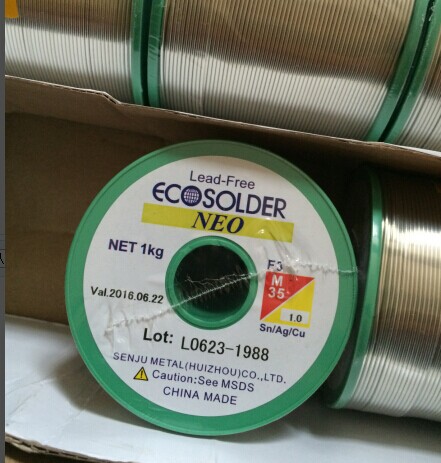 Lead-Free
ECOSOLDER
NEO
NET 1kg
F3
M
35
1.0
Val.2016.06.22
Sn/Ag/Cu
Lot: L0623-1988
SENJU METAL(HUIZHOU)CO.,LTD.
Caution:See MSDS
CHINA MADE